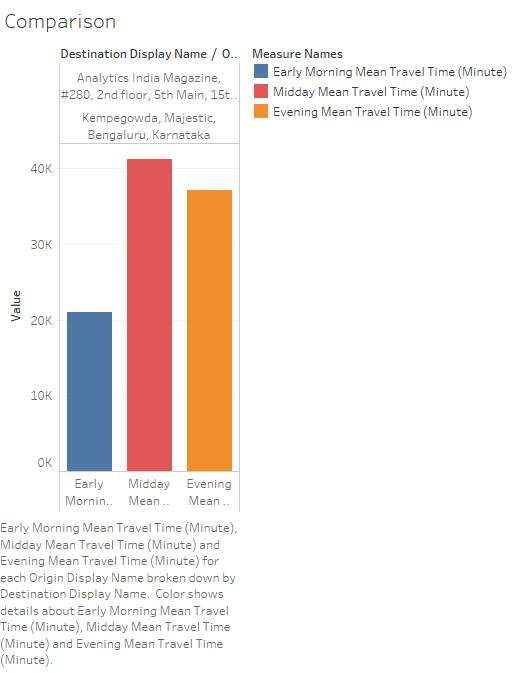 Comparison
Destination Display Name / O..
Analytics India Magazine,
#280, 2nd floor, 5th Main, 15t..
Kempegowda, Majestic,
Bengaluru, Karnataka
Measure Names
Early Morning Mean Travel Time (Minute)
Midday Mean Travel Time (Minute)
Evening Mean Travel Time (Minute)
40K
30K
20K
10K
0K
Value
Early
Mornin..
Midday
Mean ..
Evening
Mean ..
Early Morning Mean Travel Time (Minute),
Midday Mean Travel Time (Minute) and
Evening Mean Travel Time (Minute) for
each Origin Display Name broken down by
Destination Display Name. Color shows
details about Early Morning Mean Travel
Time (Minute), Midday Mean Travel Time
(Minute) and Evening Mean Travel Time
(Minute).